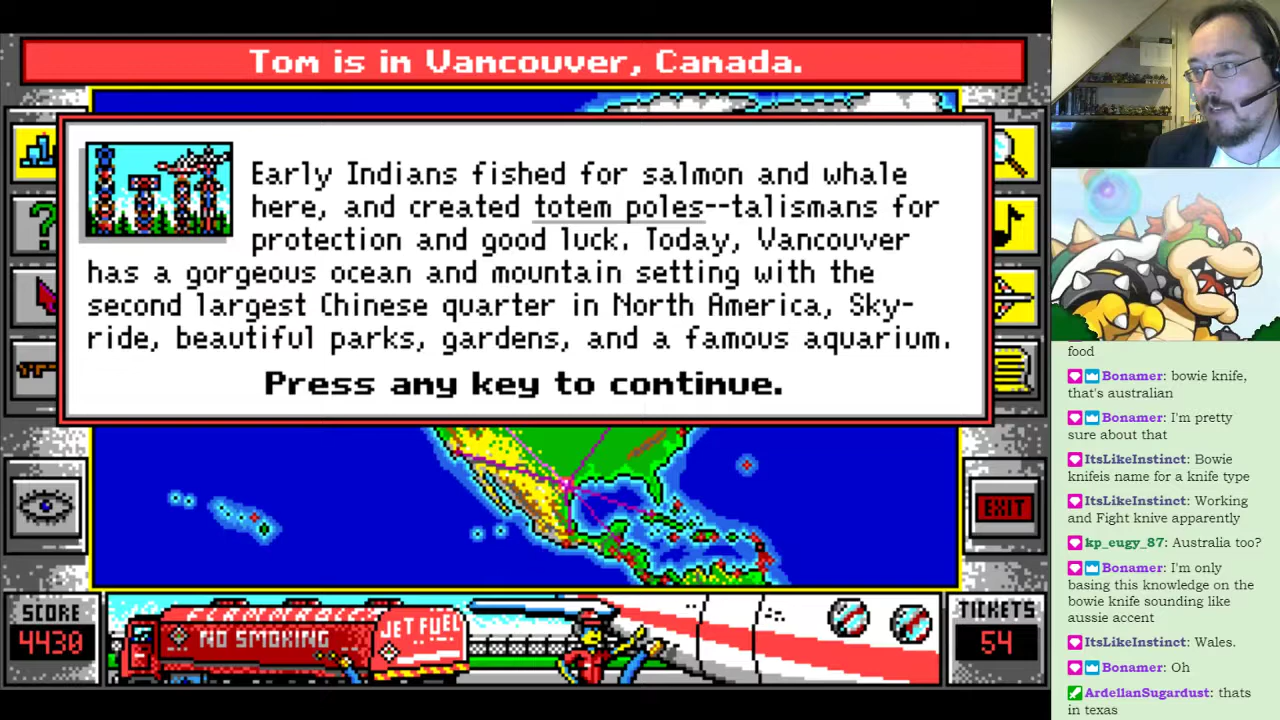 Tom is in Vancouver, Canada.
Early Indians fished for salmon and whale
here, and created totem poles--talismans for
protection and good luck. Today, Vancouver
has a gorgeous ocean and mountain setting with the
second largest Chinese quarter in North America, Sky-
ride, beautiful parks, gardens, and a famous aquarium.
Press any key to continue.
?
EXIT
SCORE
4430
NO SMOKING
JET FUEL
TICKETS
54
food
Bonamer: bowie knife,
that's australian
Bonamer: I'm pretty
sure about that
ItsLikeInstinct: Bowie
knifeis name for a knife type
ItsLikeInstinct: Working
and Fight knive apparently
kp_eugy_87: Australia too?
Bonamer: I'm only
basing this knowledge on the
bowie knife sounding like
aussie accent
ItsLikeInstinct: Wales.
Bonamer: Oh
ArdellanSugardust: thats
in texas